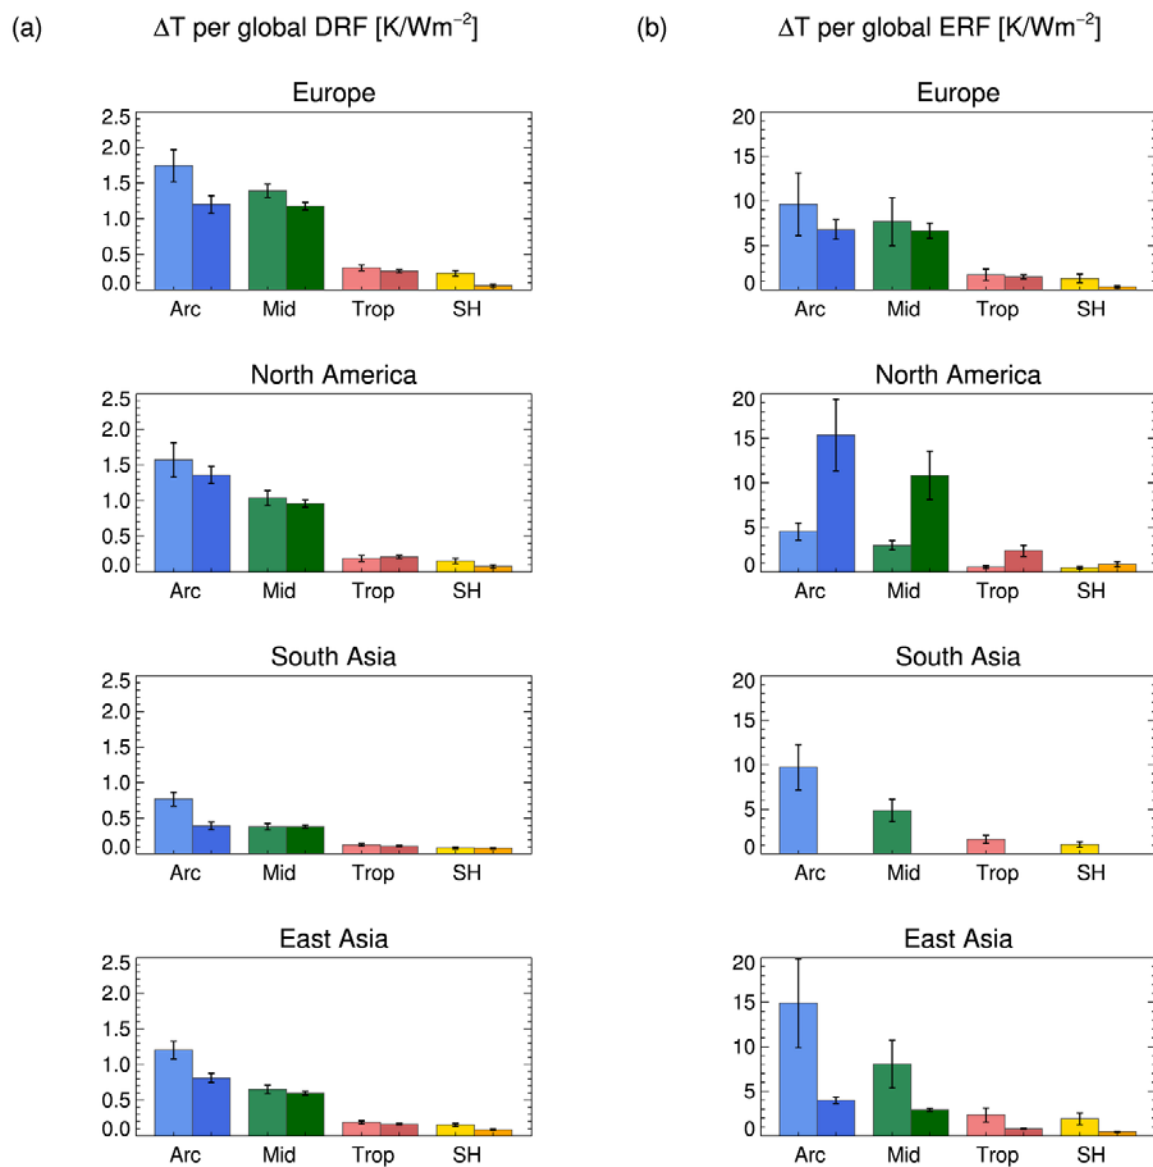 (a) ΔT per global DRF [K/Wm⁻²]
(b) ΔT per global ERF [K/Wm⁻²]
Europe
2.5
2.0
1.5
1.0
0.5
0.0
Arc Mid Trop SH
Europe
20
15
10
5
0
Arc Mid Trop SH
North America
2.5
2.0
1.5
1.0
0.5
0.0
Arc Mid Trop SH
North America
20
15
10
5
0
Arc Mid Trop SH
South Asia
2.5
2.0
1.5
1.0
0.5
0.0
Arc Mid Trop SH
South Asia
20
15
10
5
0
Arc Mid Trop SH
East Asia
2.5
2.0
1.5
1.0
0.5
0.0
Arc Mid Trop SH
East Asia
20
15
10
5
0
Arc Mid Trop SH